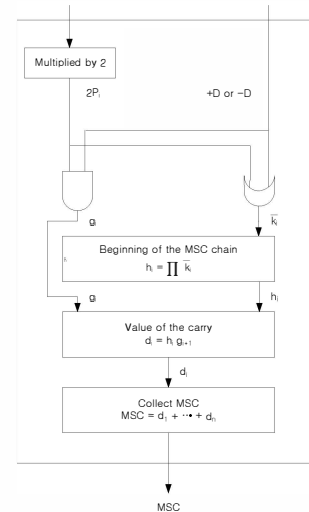 Multiplied by 2
2Pᵢ
+D or −D
gᵢ
k̅ᵢ
Beginning of the MSC chain
hᵢ = ∏ k̅ᵢ
gᵢ
hᵢ
Value of the carry
dᵢ = hᵢ gᵢ₊₁
dᵢ
Collect MSC
MSC = d₁ + ··• + dₙ
MSC